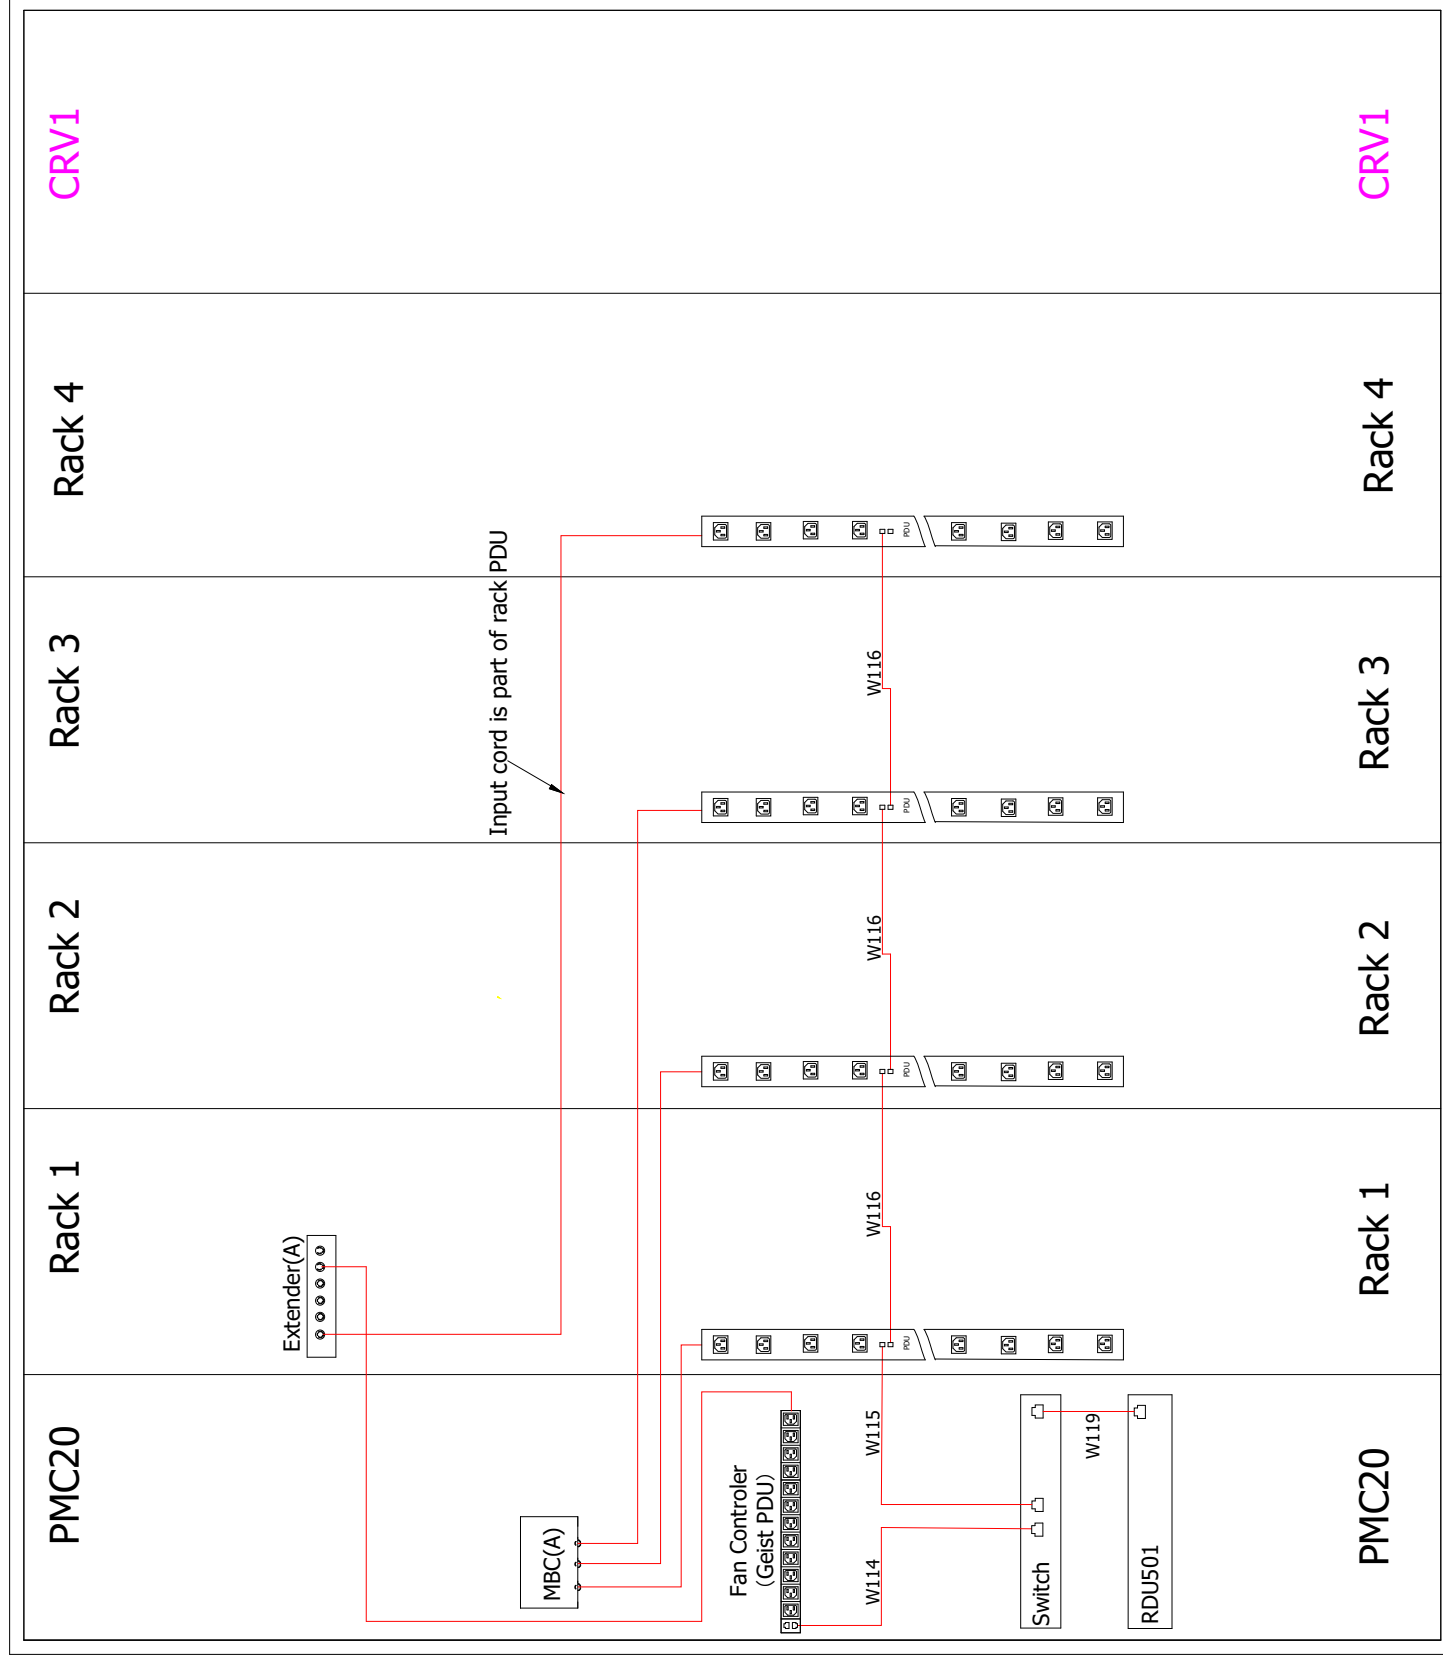 CRV1
CRV1
Rack 4
Rack 4
PDU
Input cord is part of rack PDU
Rack 3
W116
Rack 3
PDU
Rack 2
W116
Rack 2
PDU
Rack 1
Extender(A)
W116
Rack 1
PDU
PMC20
MBC(A)
Fan Controler
(Geist PDU)
W115
W114
W119
Switch
RDU501
PMC20